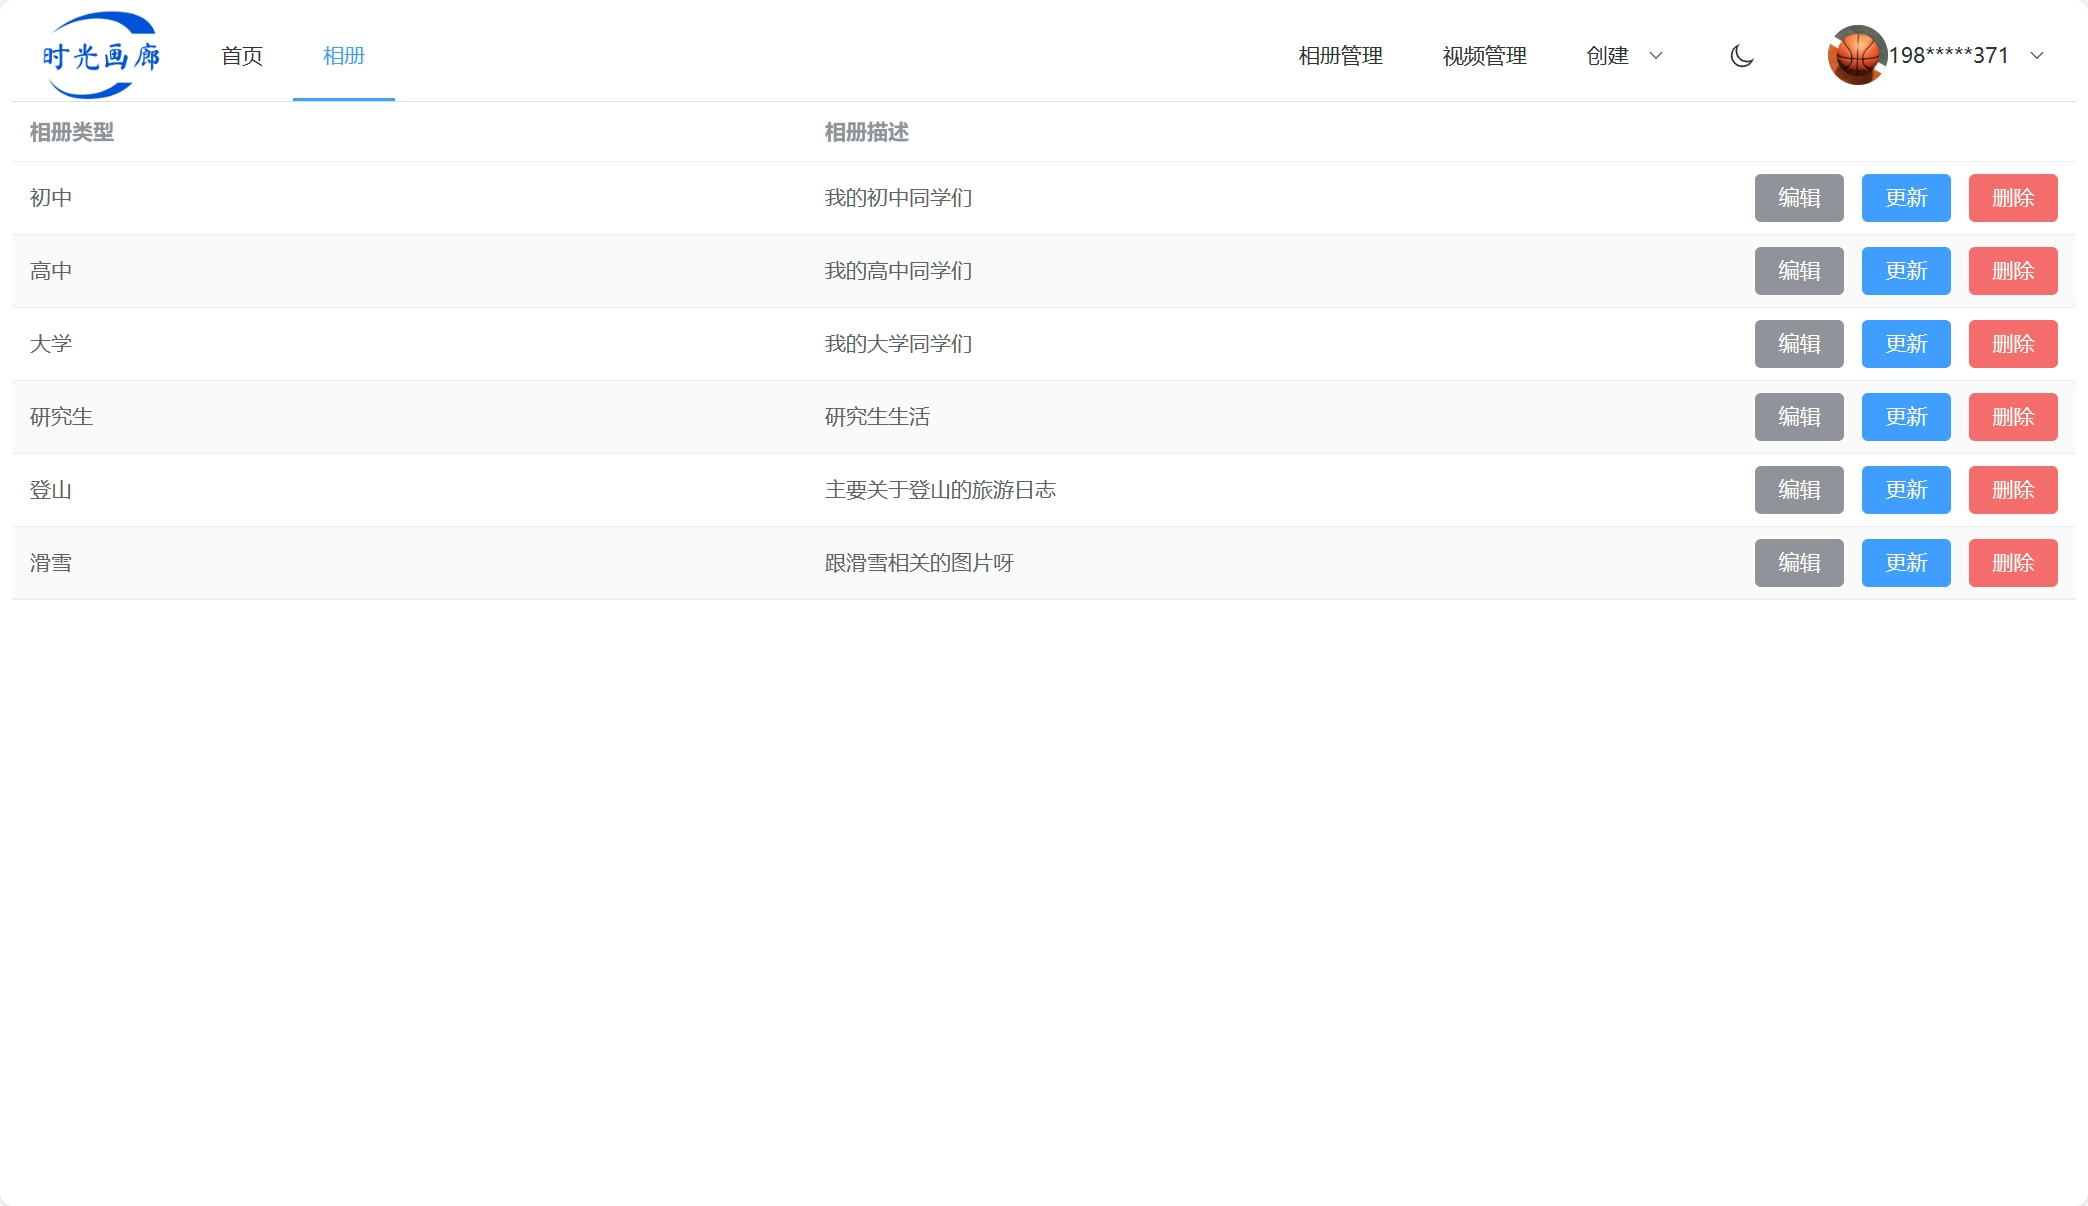 时光画廊 首页 相册 相册管理 视频管理 创建 198*****371
相册类型 相册描述
初中 我的初中同学们 编辑 更新 删除
高中 我的高中同学们 编辑 更新 删除
大学 我的大学同学们 编辑 更新 删除
研究生 研究生生活 编辑 更新 删除
登山 主要关于登山的旅游日志 编辑 更新 删除
滑雪 跟滑雪相关的图片呀 编辑 更新 删除